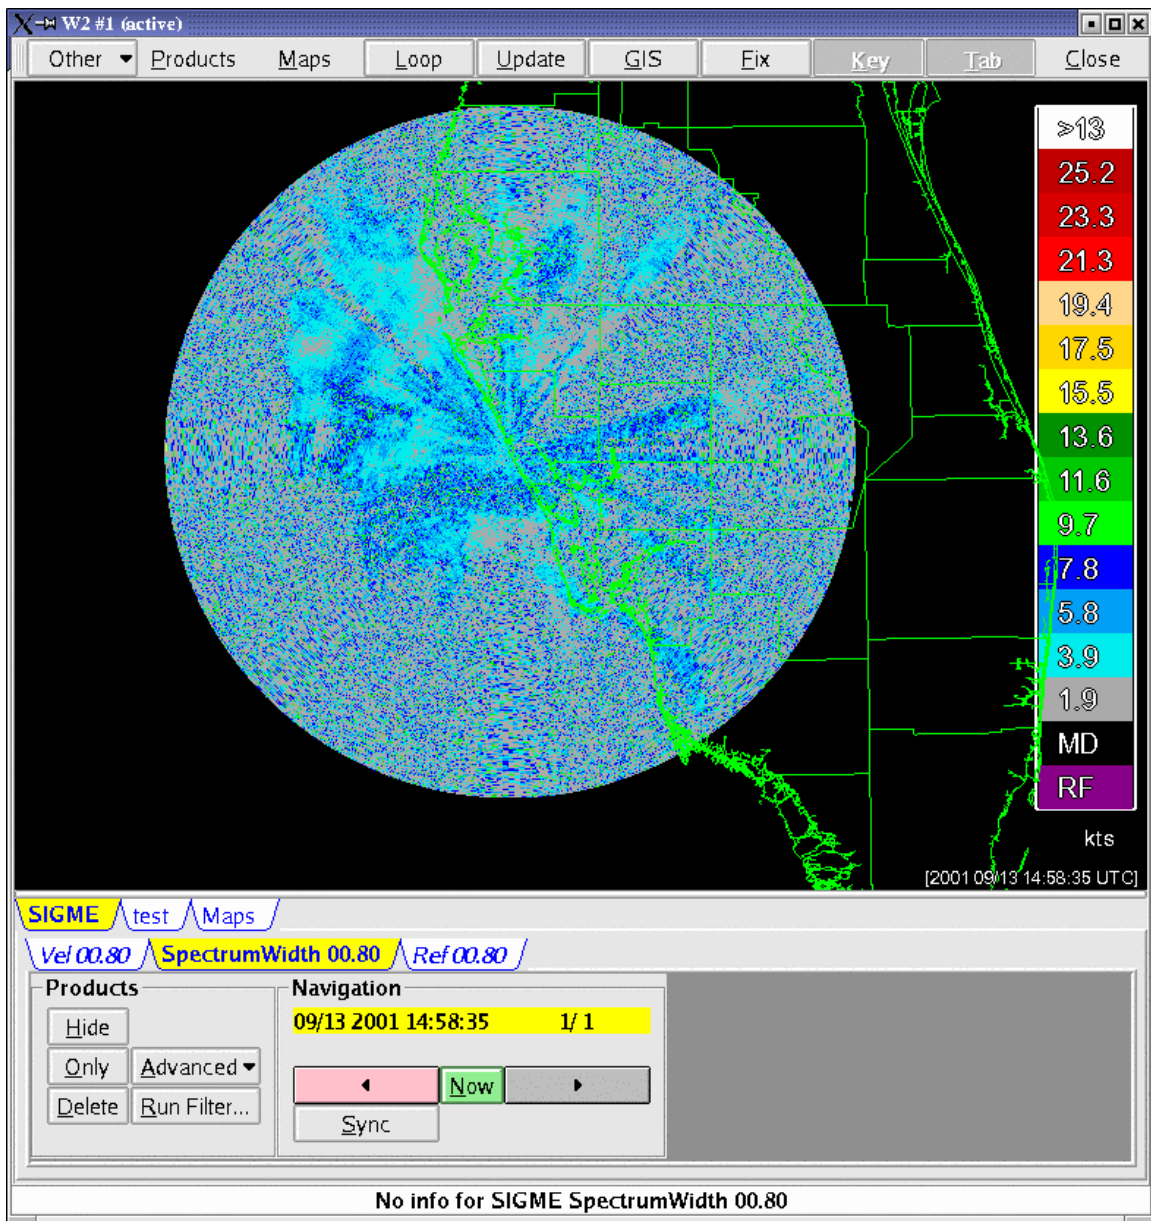 W2 #1 (active)
Other Products Maps Loop Update GIS Fix Key Tab Close
>13
25.2
23.3
21.3
19.4
17.5
15.5
13.6
11.6
9.7
7.8
5.8
3.9
1.9
MD
RF
kts
[2001 09/13 14:58:35 UTC]
SIGME test Maps
Vel 00.80 SpectrumWidth 00.80 Ref 00.80
Products Navigation
Hide 09/13 2001 14:58:35 1/ 1
Only Advanced Now
Delete Run Filter... Sync
No info for SIGME SpectrumWidth 00.80